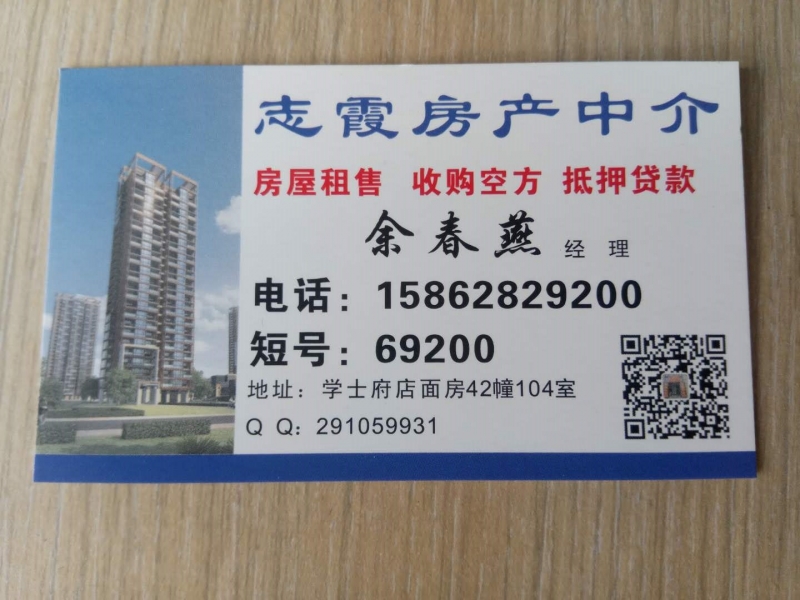 志霞房产中介
房屋租售 收购空方 抵押贷款
余春燕 经理
电话：15862829200
短号：69200
地址：学士府店面房42幢104室
QQ：291059931